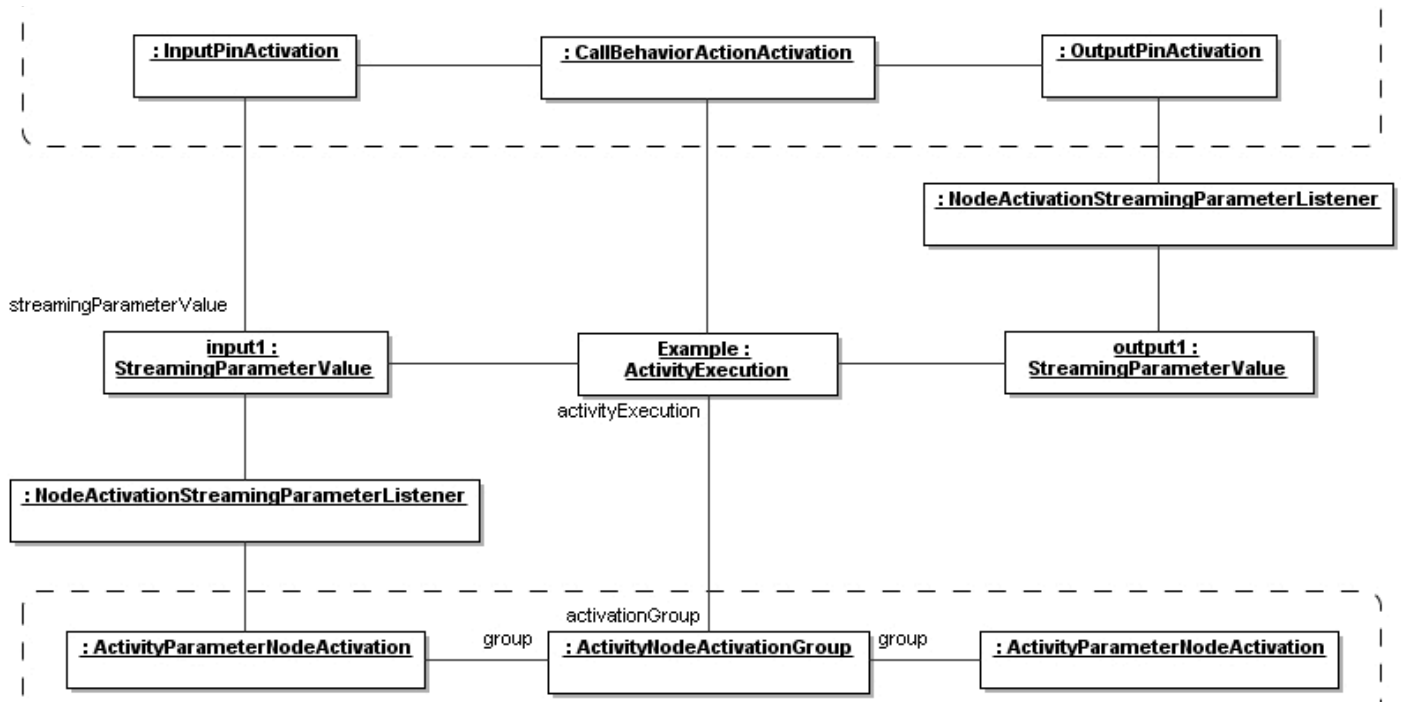 : InputPinActivation
: CallBehaviorActionActivation
: OutputPinActivation
: NodeActivationStreamingParameterListener
streamingParameterValue
input1 :
StreamingParameterValue
Example :
ActivityExecution
output1 :
StreamingParameterValue
activityExecution
: NodeActivationStreamingParameterListener
activationGroup
: ActivityParameterNodeActivation
group
: ActivityNodeActivationGroup
group
: ActivityParameterNodeActivation